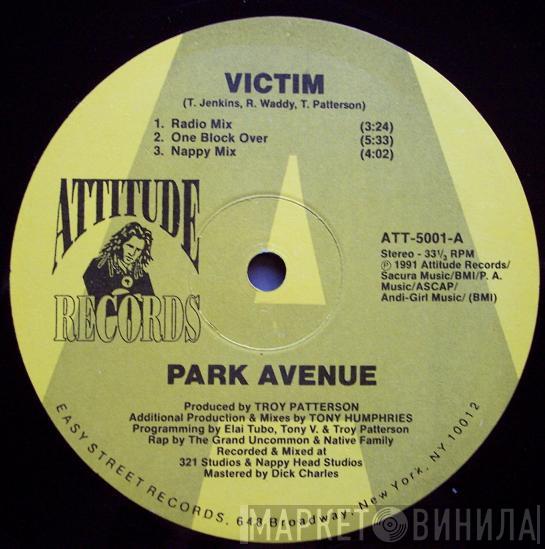 VICTIM
(T. Jenkins, R. Waddy, T. Patterson)
1. Radio Mix (3:24)
2. One Block Over (5:33)
3. Nappy Mix (4:02)
ATTITUDE
RECORDS
ATT-5001-A
Stereo - 33⅓ RPM
℗ 1991 Attitude Records/
Sacura Music/BMI/P. A.
Music/ASCAP/
Andi-Girl Music/ (BMI)
PARK AVENUE
Produced by TROY PATTERSON
Additional Production & Mixes by TONY HUMPHRIES
Programming by Elai Tubo, Tony V. & Troy Patterson
Rap by The Grand Uncommon & Native Family
Recorded & Mixed at
321 Studios & Nappy Head Studios
Mastered by Dick Charles
EASY STREET RECORDS, 648 Broadway, New York, NY 10012
МАРКЕТ ВИНИЛА